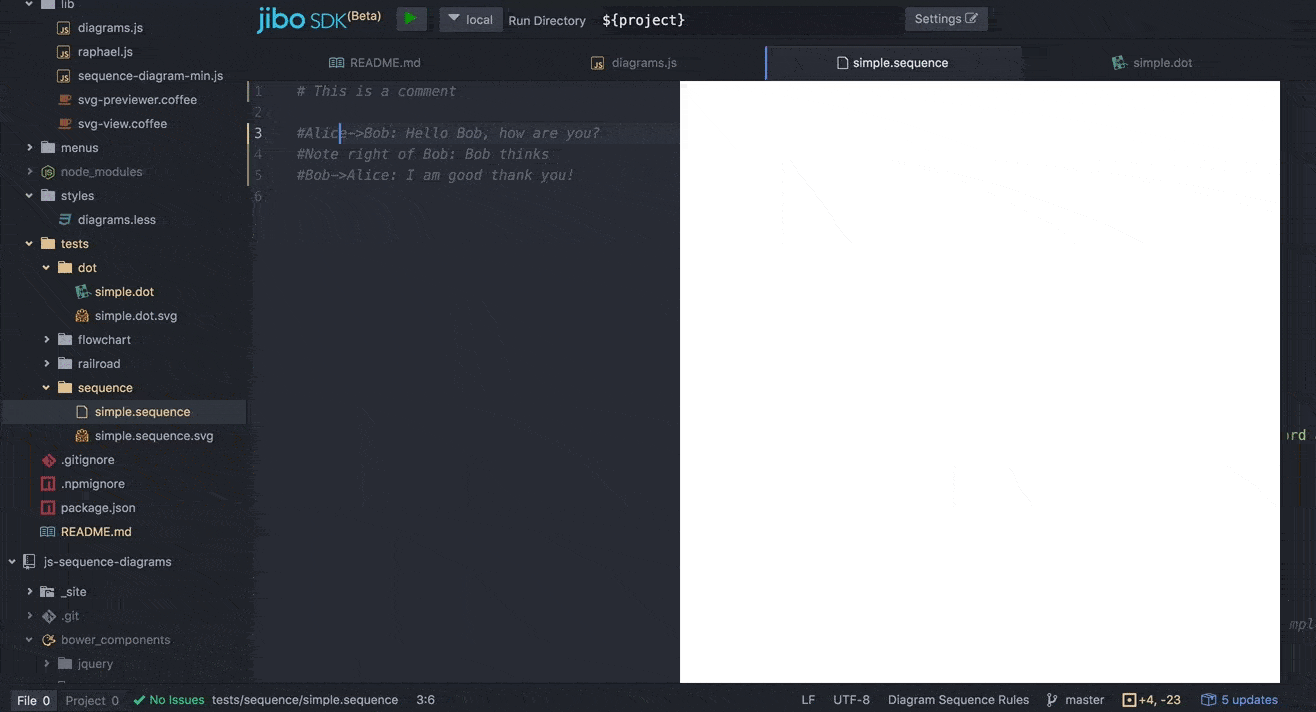 lib
diagrams.js
raphael.js
sequence-diagram-min.js
svg-previewer.coffee
svg-view.coffee
menus
node_modules
styles
diagrams.less
tests
dot
simple.dot
simple.dot.svg
flowchart
railroad
sequence
simple.sequence
simple.sequence.svg
.gitignore
.npmignore
package.json
README.md
js-sequence-diagrams
_site
.git
bower_components
jquery
jibo SDK(Beta) local Run Directory ${project} Settings
README.md diagrams.js simple.sequence simple.dot
1 # This is a comment
2
3 #Alice->Bob: Hello Bob, how are you?
4 #Note right of Bob: Bob thinks
5 #Bob->Alice: I am good thank you!
6
File 0 Project 0 No Issues tests/sequence/simple.sequence 3:6 LF UTF-8 Diagram Sequence Rules master +4, -23 5 updates